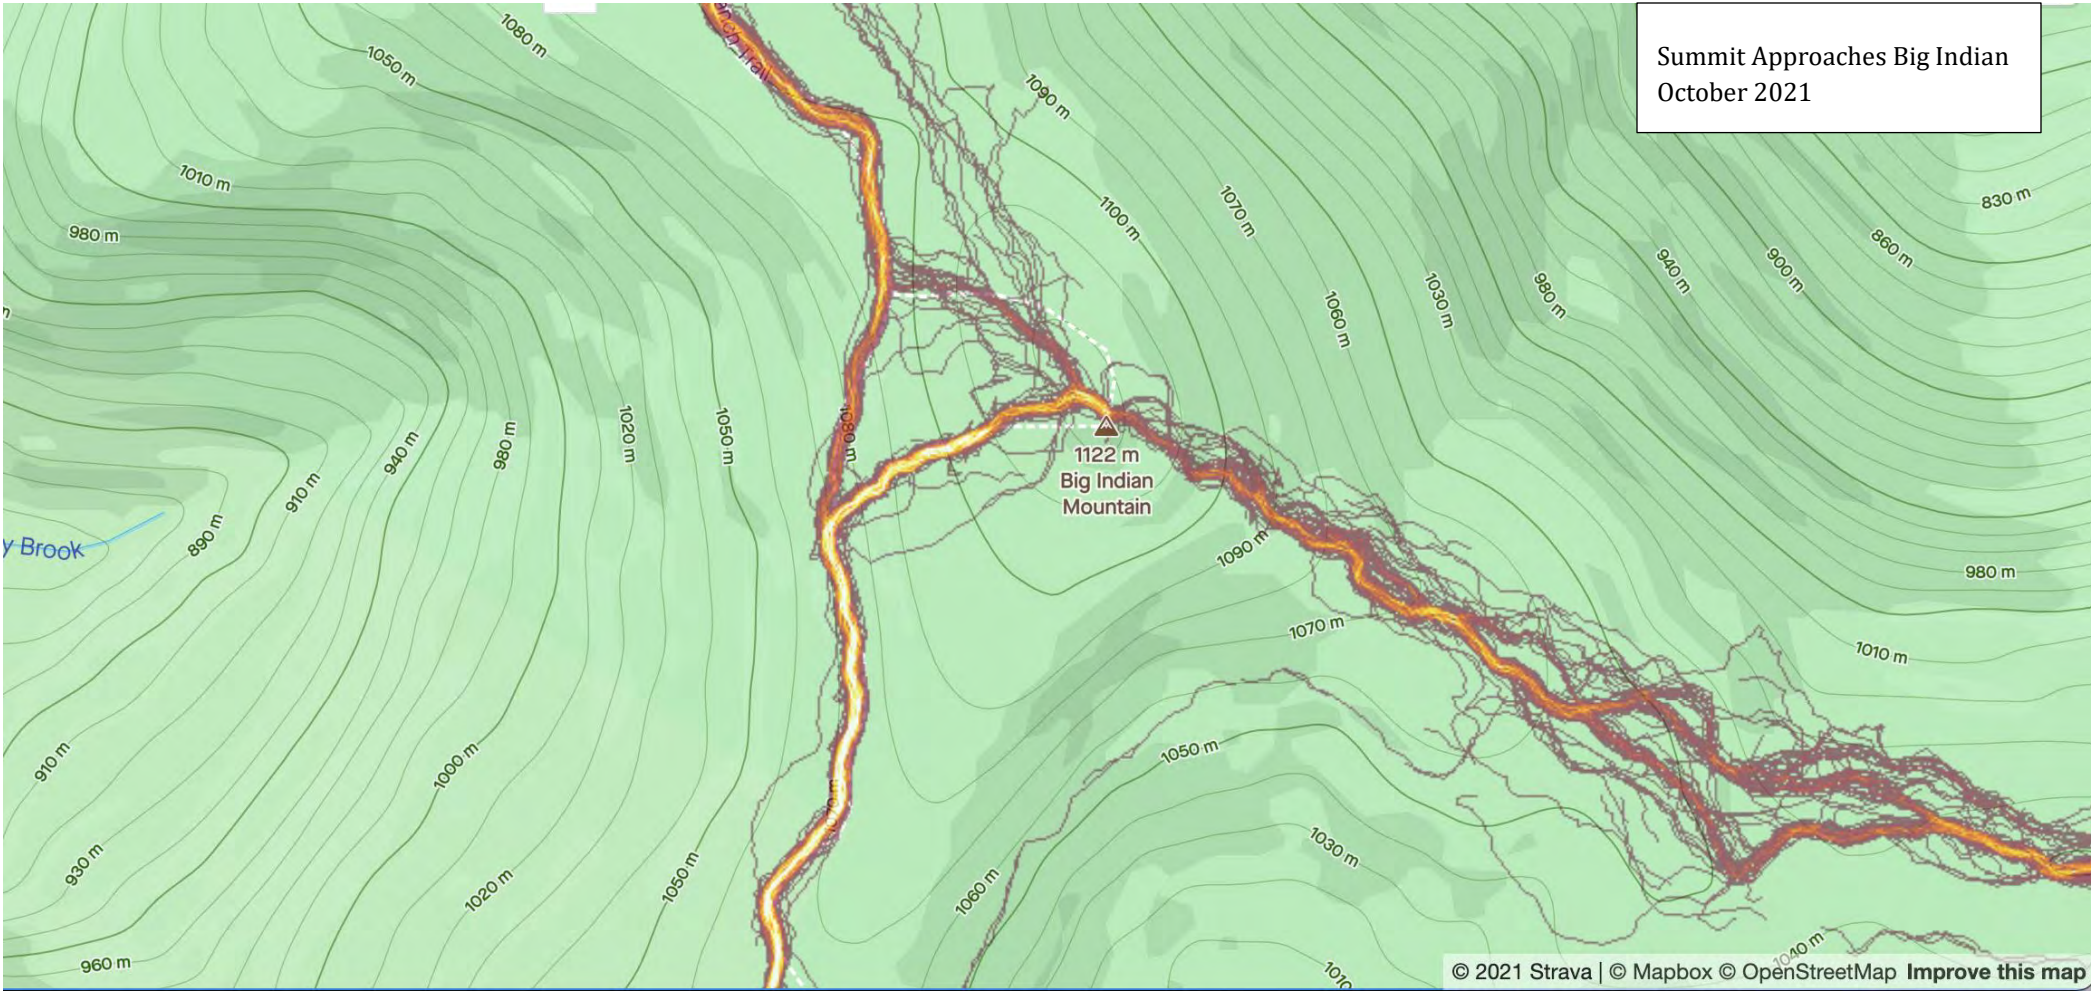 Summit Approaches Big Indian
October 2021
Trail
1080 m
1050 m
1090 m
1010 m
830 m
1100 m
1070 m
980 m
860 m
940 m
900 m
1030 m
980 m
1060 m
1080 m
1020 m
1050 m
980 m
940 m
1122 m
Big Indian
Mountain
910 m
890 m
y Brook
1090 m
980 m
1070 m
1010 m
1050 m
910 m
1000 m
1030 m
930 m
1020 m
1050 m
1060 m
960 m
1040 m
1010
© 2021 Strava | © Mapbox © OpenStreetMap Improve this map